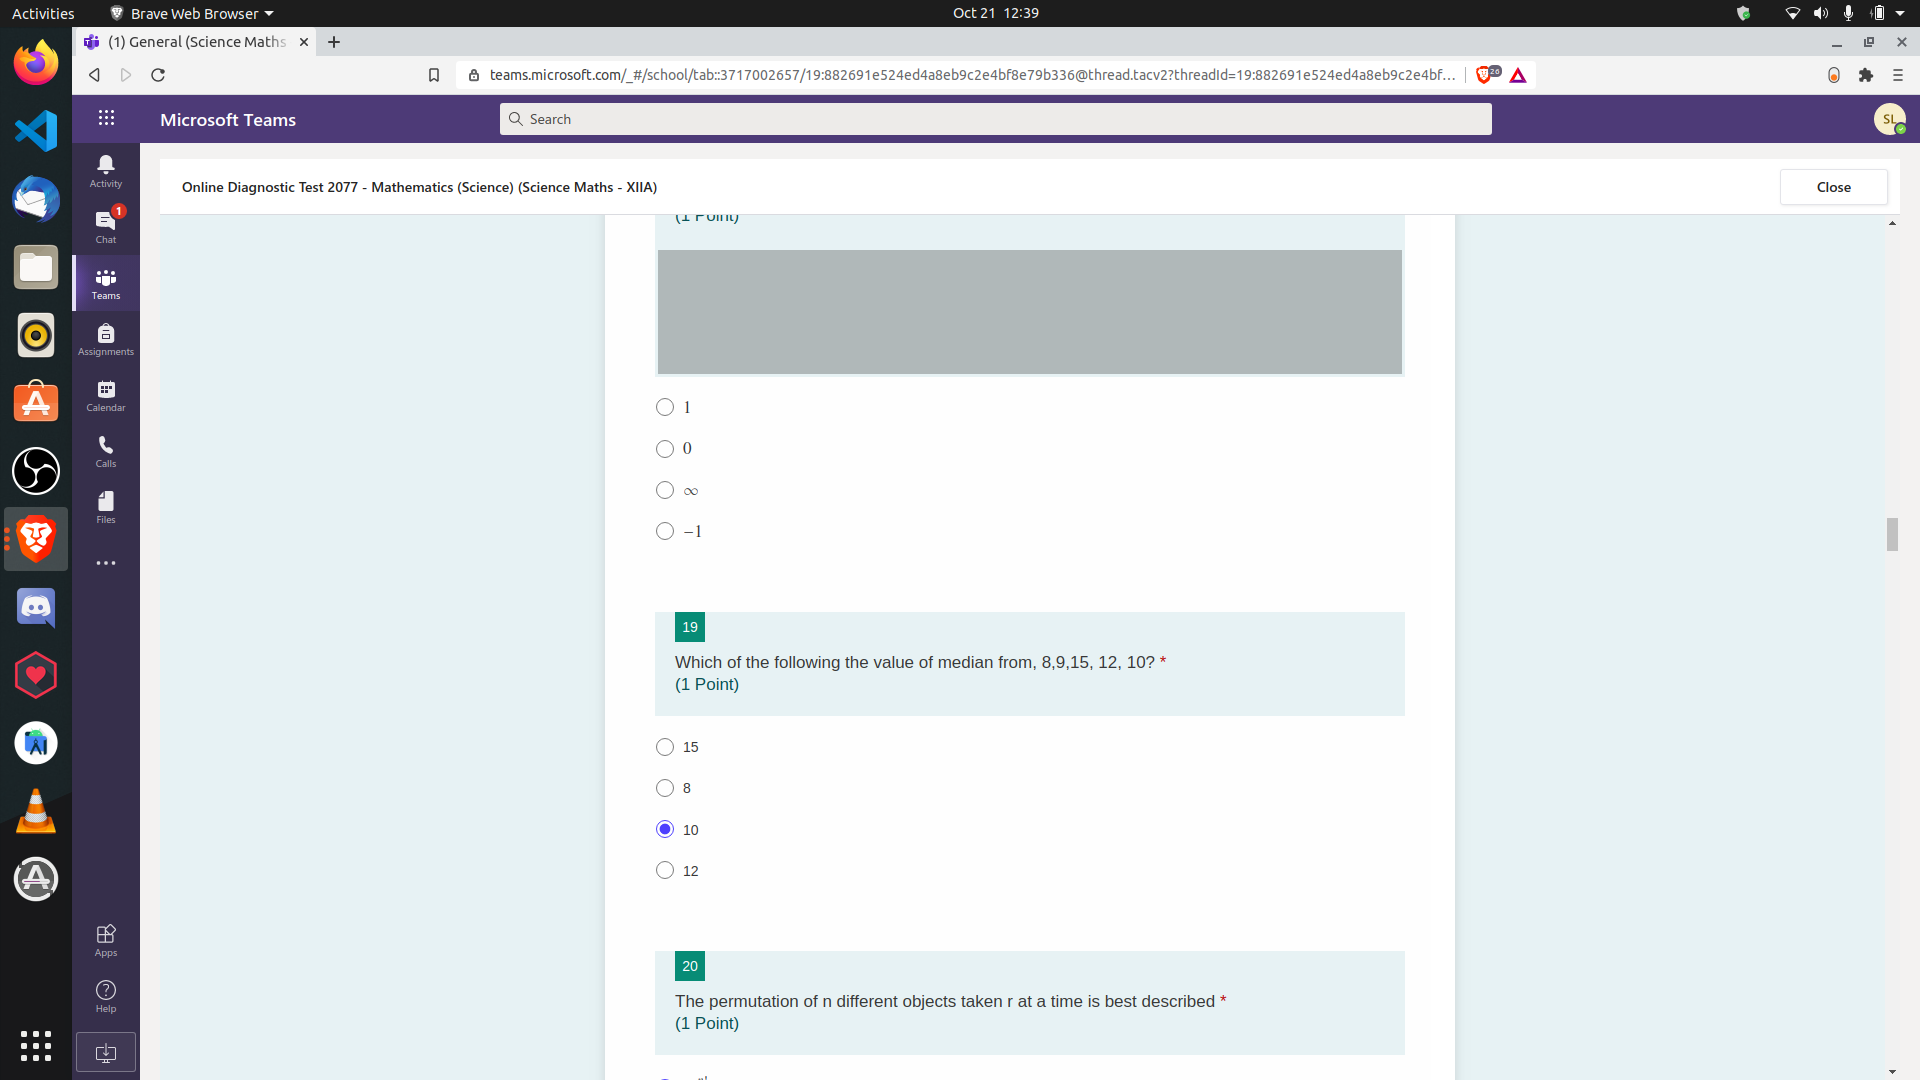 Activities
Brave Web Browser
Oct 21 12:39
(1) General (Science Maths
teams.microsoft.com/_#/school/tab::3717002657/19:882691e524ed4a8eb9c2e4bf8e79b336@thread.tacv2?threadId=19:882691e524ed4a8eb9c2e4bf...
26
Microsoft Teams
Search
SL
Activity
1
Chat
Teams
Assignments
Calendar
Calls
Files
Apps
Help
Online Diagnostic Test 2077 - Mathematics (Science) (Science Maths - XIIA)
Close
(1 Point)
1
0
∞
−1
19
Which of the following the value of median from, 8,9,15, 12, 10? *
(1 Point)
15
8
10
12
20
The permutation of n different objects taken r at a time is best described *
(1 Point)